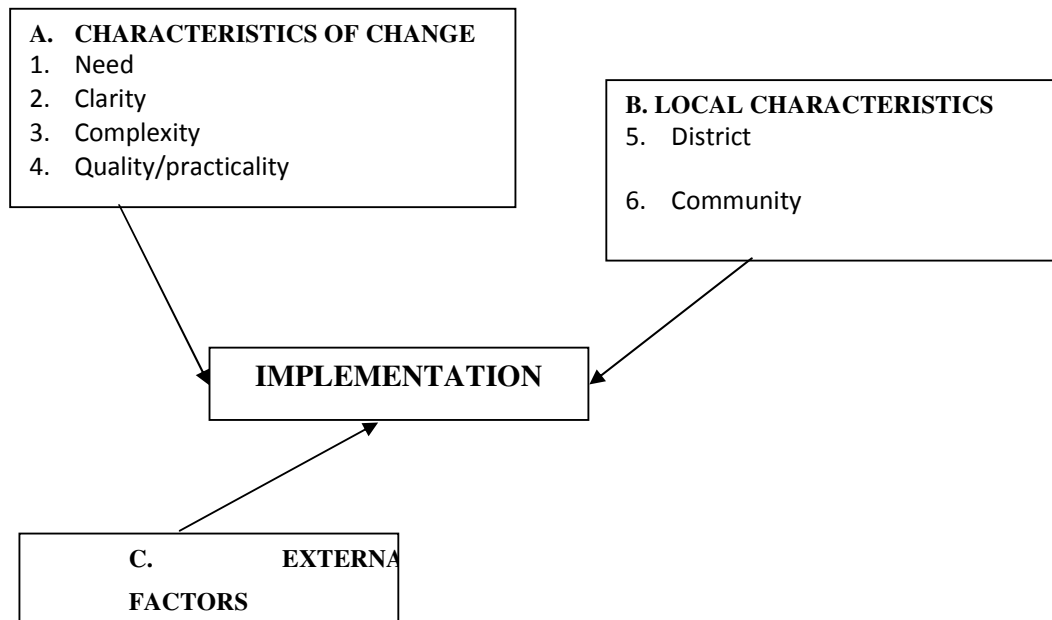 A. CHARACTERISTICS OF CHANGE
1. Need
2. Clarity
3. Complexity
4. Quality/practicality
B. LOCAL CHARACTERISTICS
5. District
6. Community
IMPLEMENTATION
C. EXTERNA
FACTORS